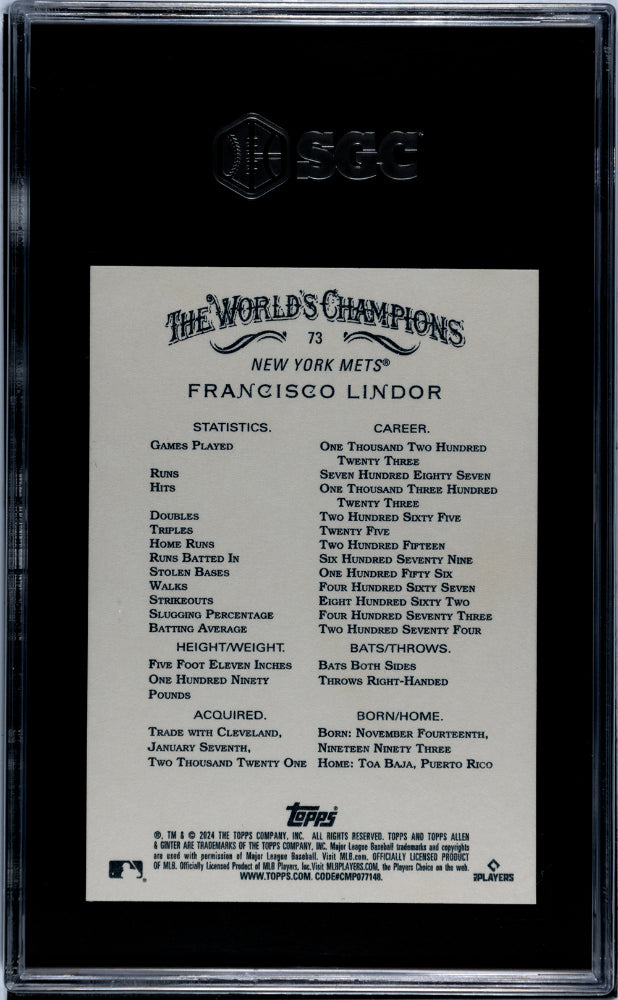 SGC
THE WORLD'S CHAMPIONS
73
NEW YORK METS®
FRANCISCO LINDOR
STATISTICS. CAREER.
GAMES PLAYED ONE THOUSAND TWO HUNDRED
TWENTY THREE
RUNS SEVEN HUNDRED EIGHTY SEVEN
HITS ONE THOUSAND THREE HUNDRED
TWENTY THREE
DOUBLES TWO HUNDRED SIXTY FIVE
TRIPLES TWENTY FIVE
HOME RUNS TWO HUNDRED FIFTEEN
RUNS BATTED IN SIX HUNDRED SEVENTY NINE
STOLEN BASES ONE HUNDRED FIFTY SIX
WALKS FOUR HUNDRED SIXTY SEVEN
STRIKEOUTS EIGHT HUNDRED SIXTY TWO
SLUGGING PERCENTAGE FOUR HUNDRED SEVENTY THREE
BATTING AVERAGE TWO HUNDRED SEVENTY FOUR
HEIGHT/WEIGHT. BATS/THROWS.
FIVE FOOT ELEVEN INCHES BATS BOTH SIDES
ONE HUNDRED NINETY THROWS RIGHT-HANDED
POUNDS
ACQUIRED. BORN/HOME.
TRADE WITH CLEVELAND, BORN: NOVEMBER FOURTEENTH,
JANUARY SEVENTH, NINETEEN NINETY THREE
TWO THOUSAND TWENTY ONE HOME: TOA BAJA, PUERTO RICO
Topps®
®, TM & © 2024 THE TOPPS COMPANY, INC. ALL RIGHTS RESERVED. TOPPS AND TOPPS ALLEN
& GINTER ARE TRADEMARKS OF THE TOPPS COMPANY, INC. Major League Baseball trademarks and copyrights
are used with permission of Major League Baseball. Visit MLB.com. OFFICIALLY LICENSED PRODUCT
OF MLB. Officially Licensed Product of MLB Players, Inc. Visit MLBPLAYERS.COM, the Players Choice on the web.
WWW.TOPPS.COM. CODE#CMP077148.
PLAYERS